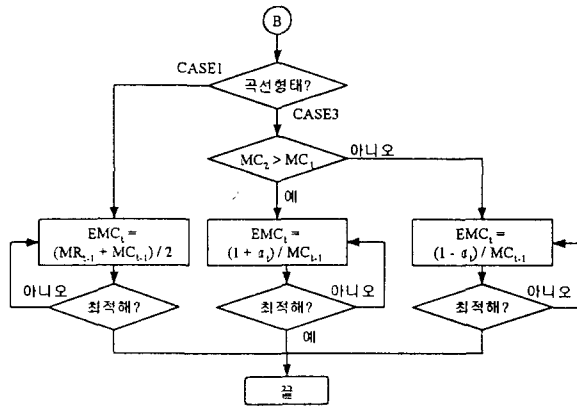 B
CASE1
곡선형태?
CASE3
MC₂ > MC₁
아니오
예
EMCₜ =
(MRₜ₋₁ + MCₜ₋₁) / 2
EMCₜ =
(1 + αₜ) / MCₜ₋₁
EMCₜ =
(1 - αₜ) / MCₜ₋₁
아니오
최적해?
최적해?
아니오
최적해?
아니오
예
끝